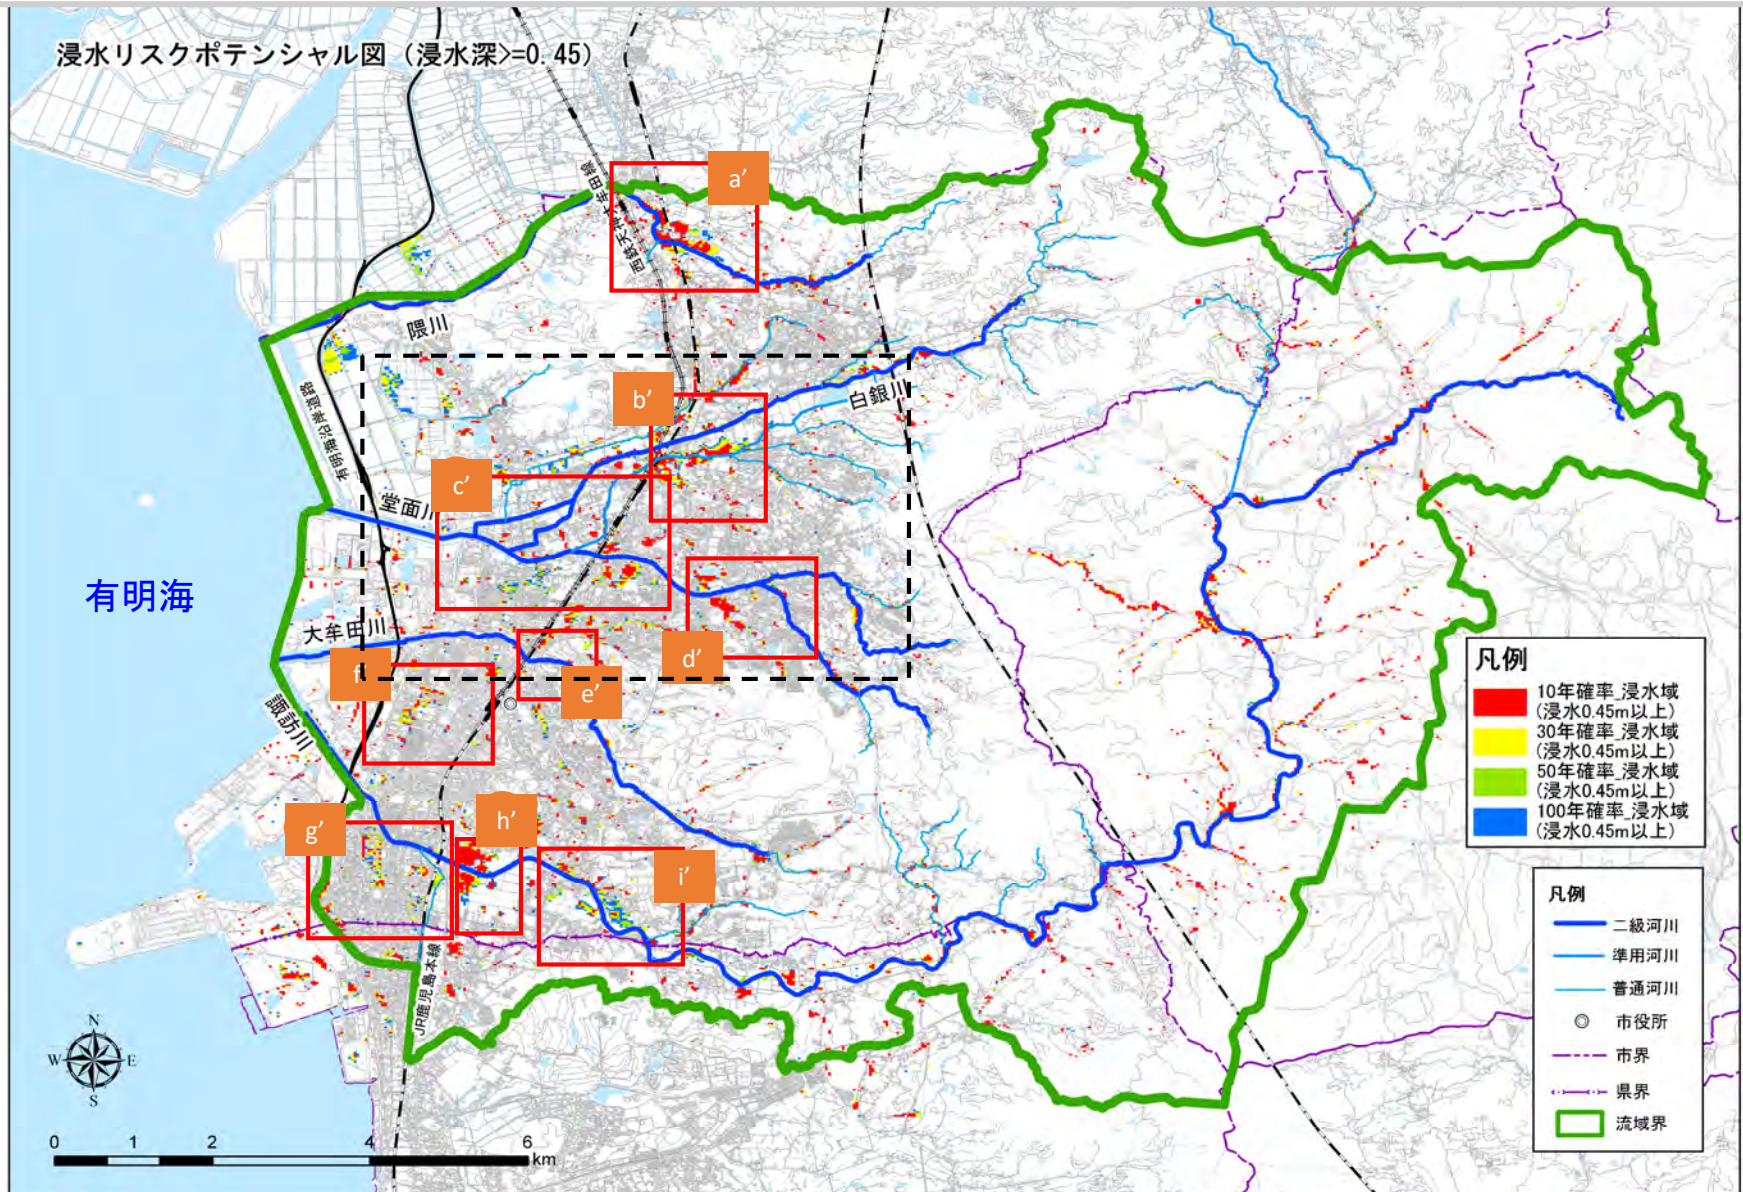 浸水リスクポテンシャル図（浸水深>=0.45）
a’
西鉄天神大牟田線
隈川
b’
白銀川
有明海沿岸道路
c’
堂面川
有明海
大牟田川
d’
f
e’
諏訪川
g’
h’
i’
JR鹿児島本線
凡例
10年確率_浸水域
(浸水0.45m以上)
30年確率_浸水域
(浸水0.45m以上)
50年確率_浸水域
(浸水0.45m以上)
100年確率_浸水域
(浸水0.45m以上)
凡例
二級河川
準用河川
普通河川
市役所
市界
県界
流域界
N
W
E
S
0 1 2 4 6
km